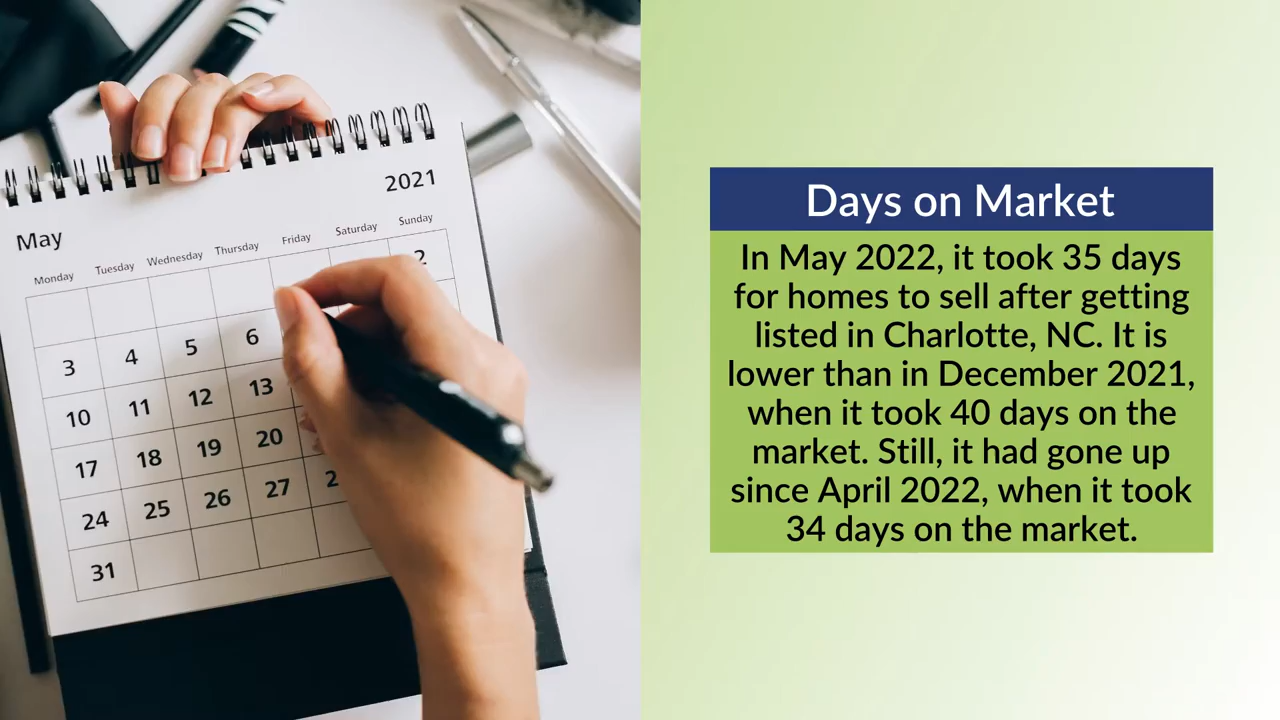 2021
May
Monday Tuesday Wednesday Thursday Friday Saturday Sunday
2
3 4 5 6
10 11 12 13
17 18 19 20
24 25 26 27
31
Days on Market
In May 2022, it took 35 days
for homes to sell after getting
listed in Charlotte, NC. It is
lower than in December 2021,
when it took 40 days on the
market. Still, it had gone up
since April 2022, when it took
34 days on the market.